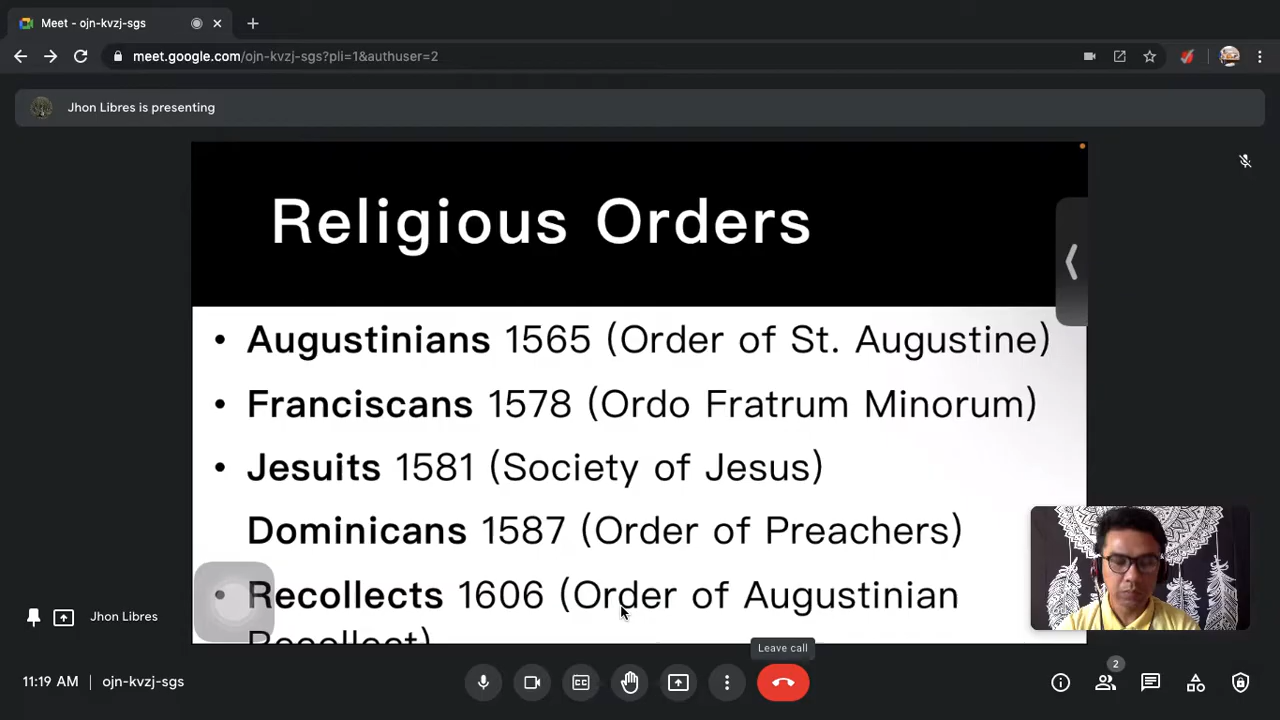 Meet - ojn-kvzj-sgs
meet.google.com/ojn-kvzj-sgs?pli=1&authuser=2
Jhon Libres is presenting
Religious Orders
• Augustinians 1565 (Order of St. Augustine)
• Franciscans 1578 (Ordo Fratrum Minorum)
• Jesuits 1581 (Society of Jesus)
Dominicans 1587 (Order of Preachers)
• Recollects 1606 (Order of Augustinian
Recollect)
Jhon Libres
Leave call
11:19 AM | ojn-kvzj-sgs
2